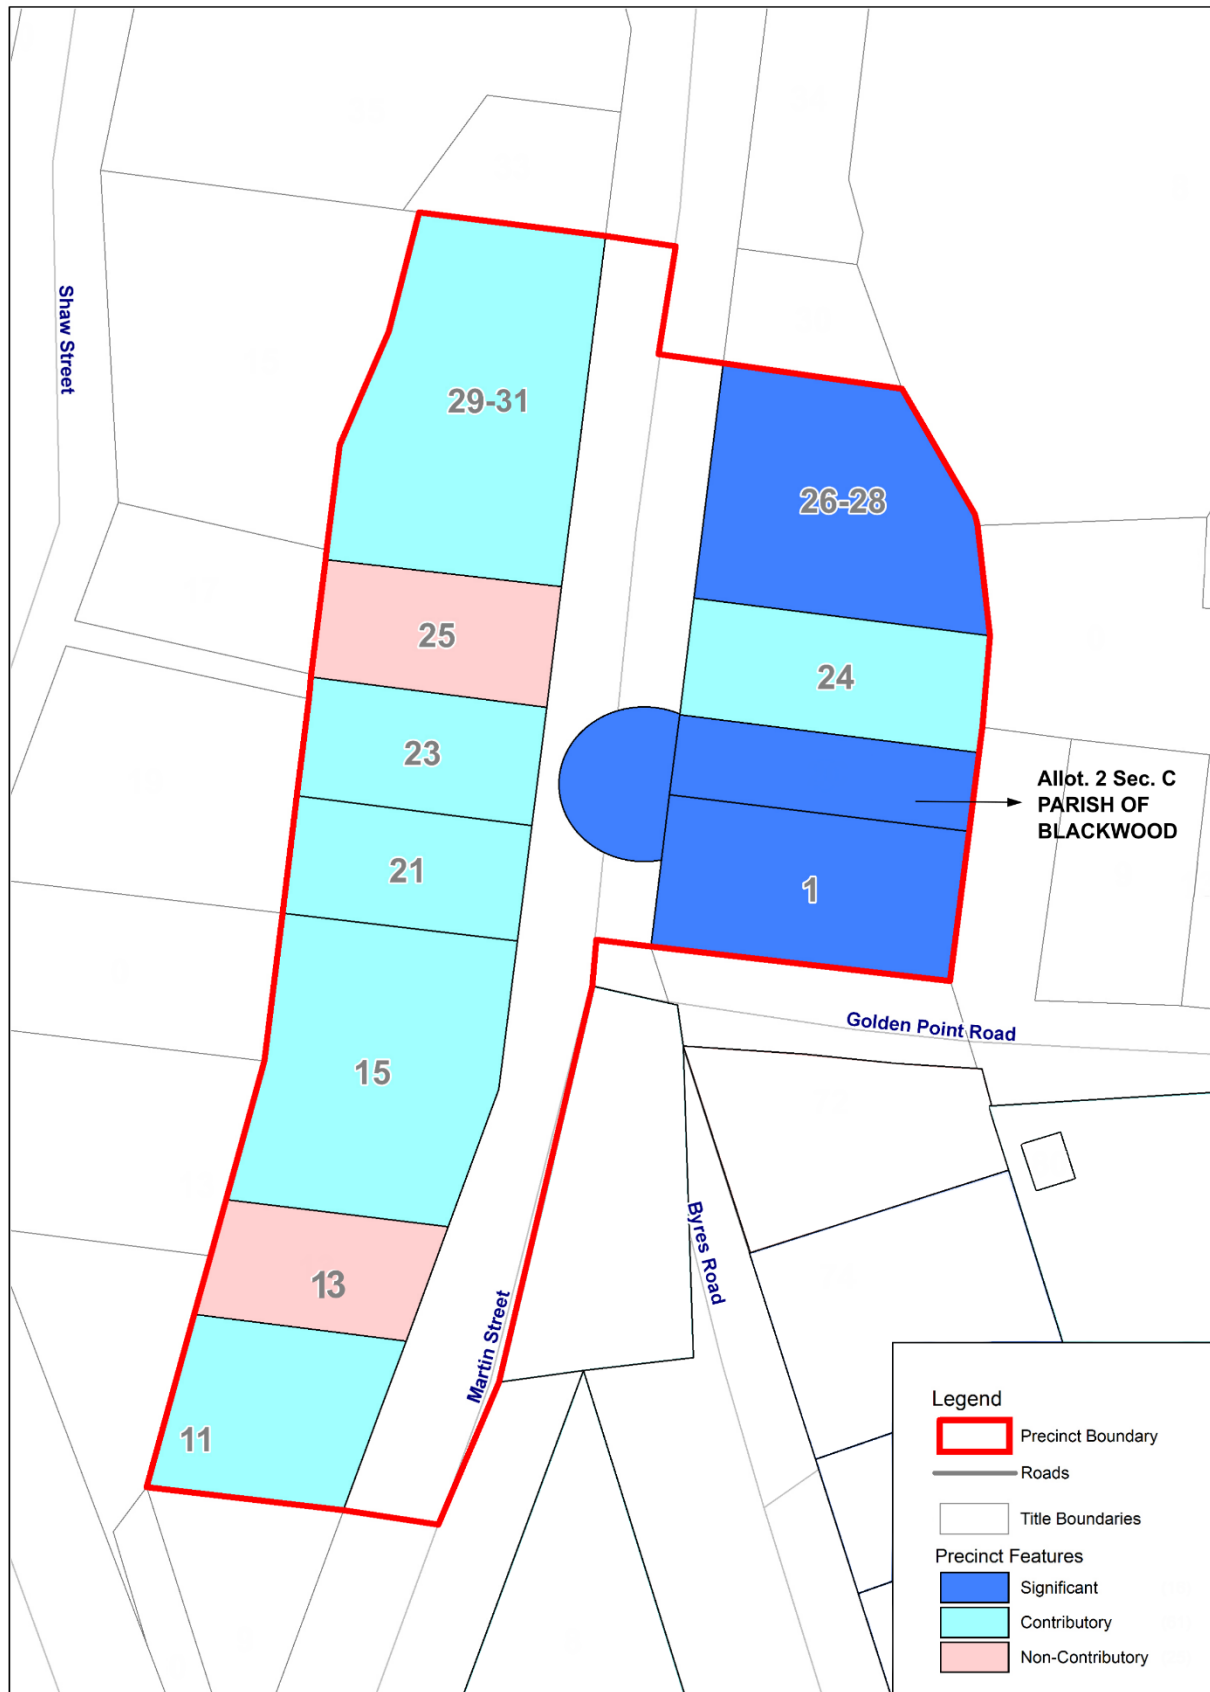 Shaw Street
29-31
26-28
25
24
23
Allot. 2 Sec. C
PARISH OF
BLACKWOOD
21
1
Golden Point Road
15
Byres Road
13
Martin Street
11
Legend
Precinct Boundary
Roads
Title Boundaries
Precinct Features
Significant
Contributory
Non-Contributory